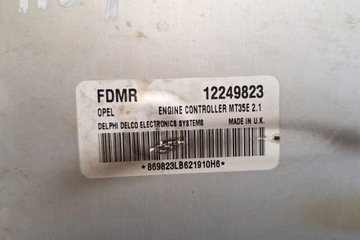 FDMR 12249823
OPEL ENGINE CONTROLLER MT35E 2.1
DELPHI DELCO ELECTRONICS SYSTEMS MADE IN U.K.
*869823LB621910H6*